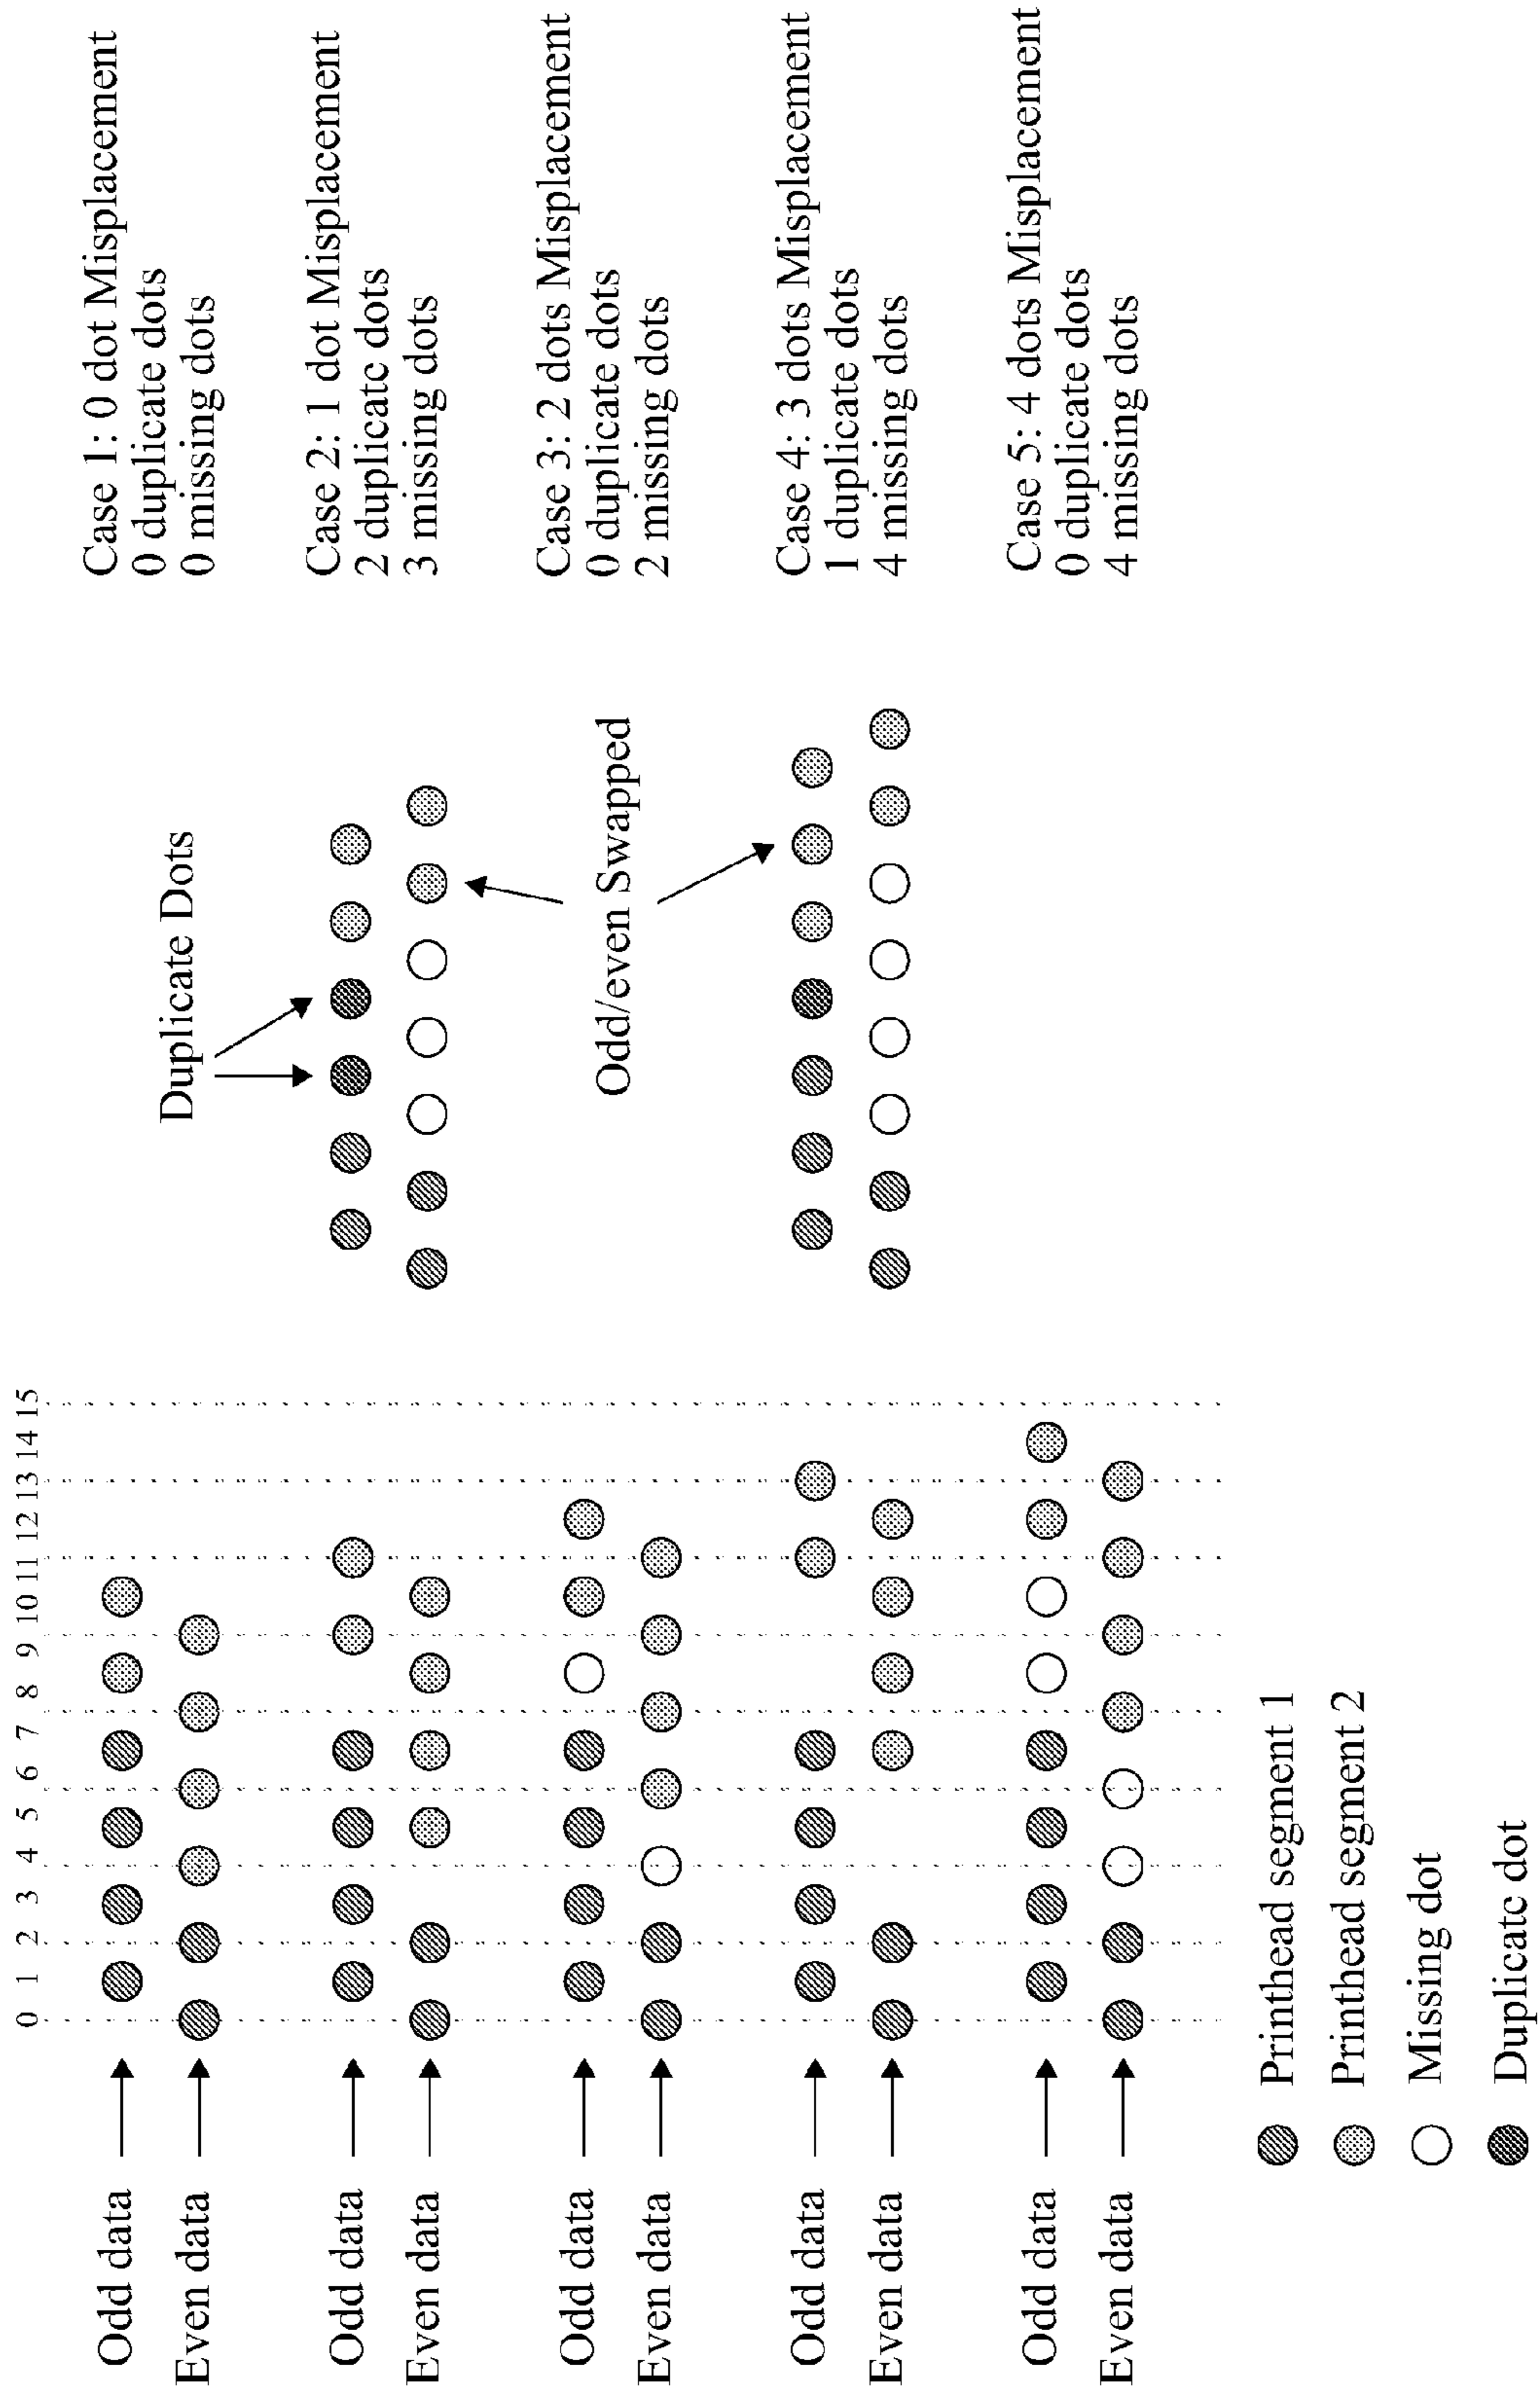 0 1 2 3 4 5 6 7 8 9 10 11 12 13 14 15
Odd data
Even data
Case 1: 0 dot Misplacement
0 duplicate dots
0 missing dots
Duplicate Dots
Odd data
Even data
Case 2: 1 dot Misplacement
2 duplicate dots
3 missing dots
Odd data
Even data
Odd/even Swapped
Case 3: 2 dots Misplacement
0 duplicate dots
2 missing dots
Odd data
Even data
Case 4: 3 dots Misplacement
1 duplicate dots
4 missing dots
Odd data
Even data
Case 5: 4 dots Misplacement
0 duplicate dots
4 missing dots
Printhead segment 1
Printhead segment 2
Missing dot
Duplicate dot